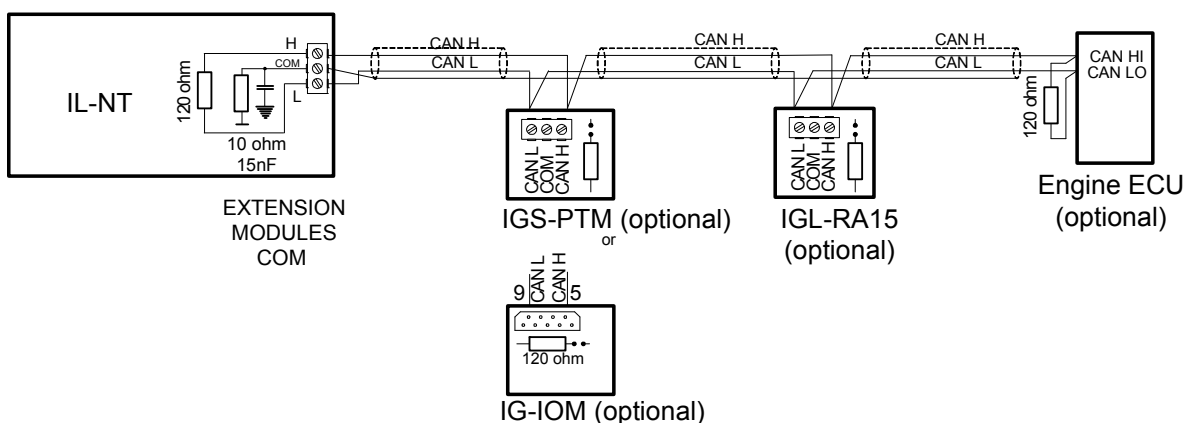 IL-NT
120 ohm
H
COM
L
10 ohm
15nF
EXTENSION
MODULES
COM
CAN H
CAN L
CAN H
CAN L
CAN H
CAN L
CAN L
COM
CAN H
IGS-PTM (optional)
or
CAN L
COM
CAN H
IGL-RA15
(optional)
120 ohm
CAN HI
CAN LO
Engine ECU
(optional)
9
CAN L
CAN H
5
120 ohm
IG-IOM (optional)